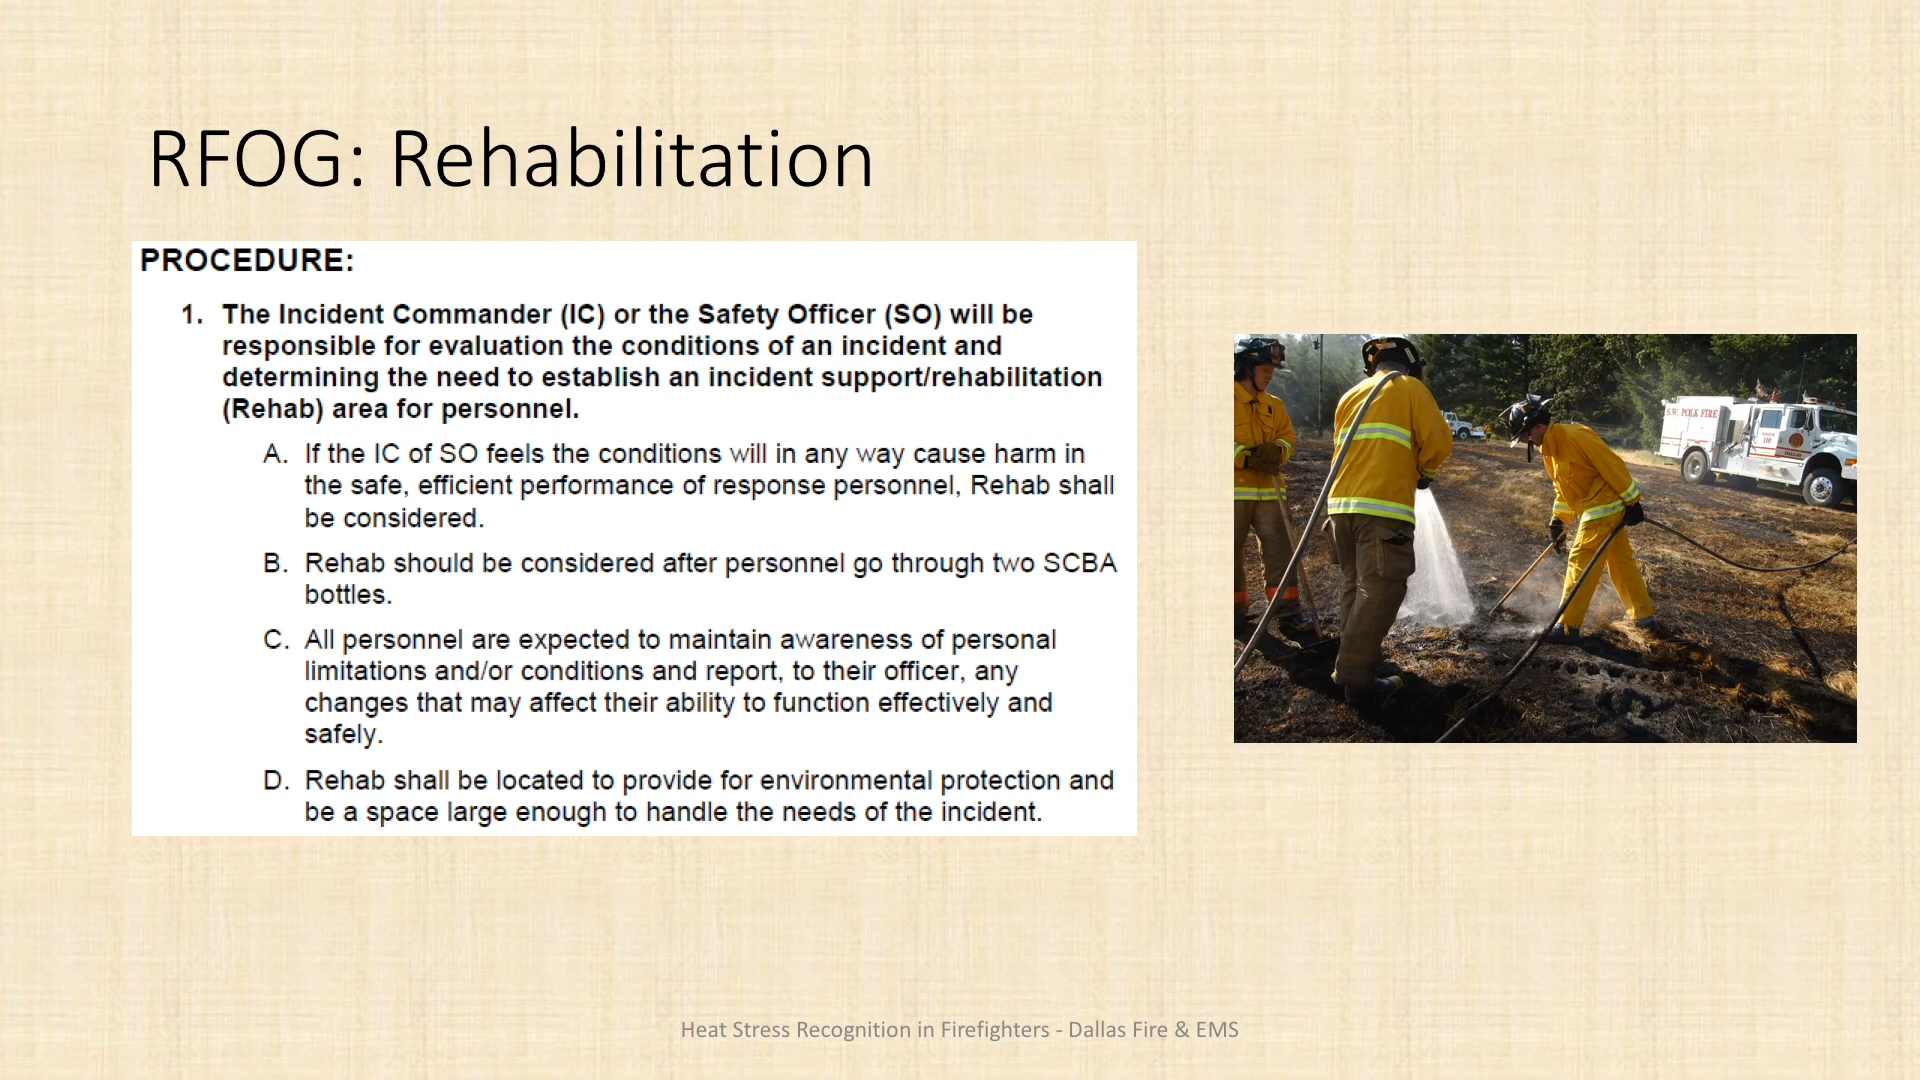 RFOG: Rehabilitation
PROCEDURE:
1. The Incident Commander (IC) or the Safety Officer (SO) will be
responsible for evaluation the conditions of an incident and
determining the need to establish an incident support/rehabilitation
(Rehab) area for personnel.
A. If the IC of SO feels the conditions will in any way cause harm in
the safe, efficient performance of response personnel, Rehab shall
be considered.
B. Rehab should be considered after personnel go through two SCBA
bottles.
C. All personnel are expected to maintain awareness of personal
limitations and/or conditions and report, to their officer, any
changes that may affect their ability to function effectively and
safely.
D. Rehab shall be located to provide for environmental protection and
be a space large enough to handle the needs of the incident.
S.W. POLK FIRE
DALLAS
Heat Stress Recognition in Firefighters - Dallas Fire & EMS